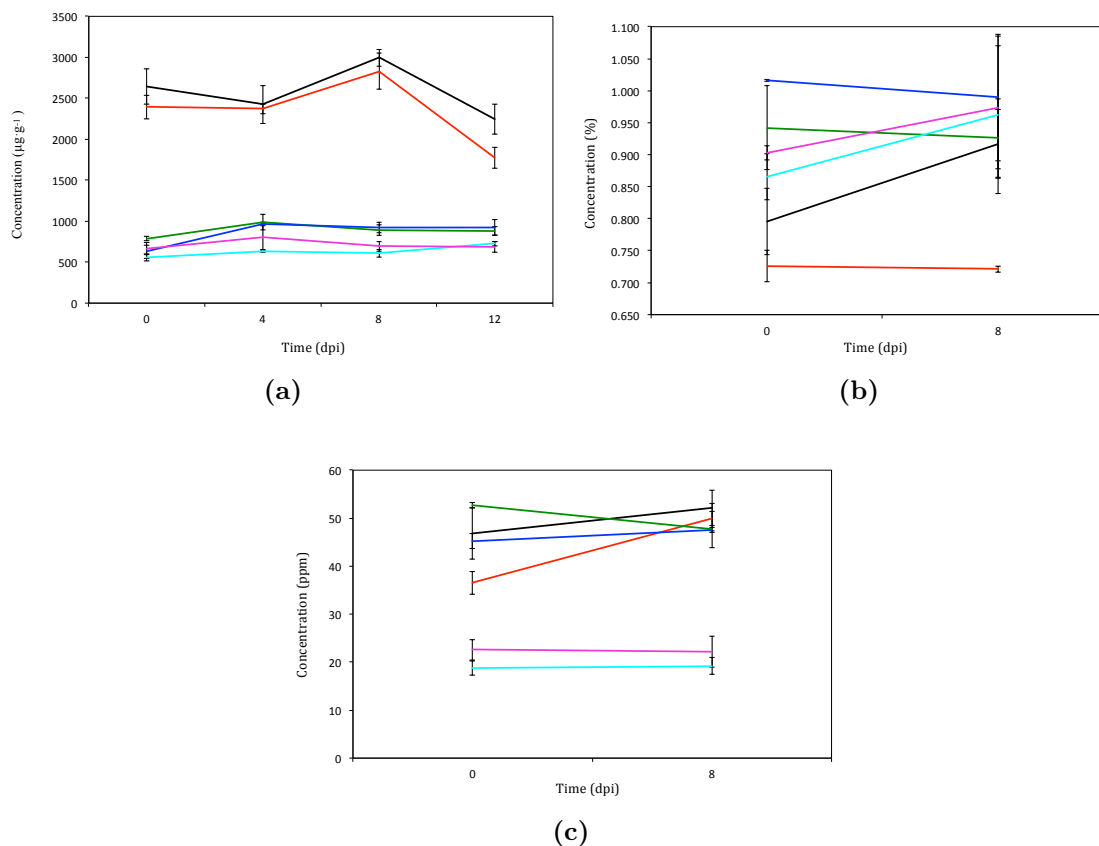 3500
3000
2500
2000
1500
1000
500
0
Concentration (µg·g⁻¹)
0 4 8 12
Time (dpi)
(a)
1.100
1.050
1.000
0.950
0.900
0.850
0.800
0.750
0.700
0.650
Concentration (%)
0 8
Time (dpi)
(b)
60
50
40
30
20
10
0
Concentration (ppm)
0 8
Time (dpi)
(c)